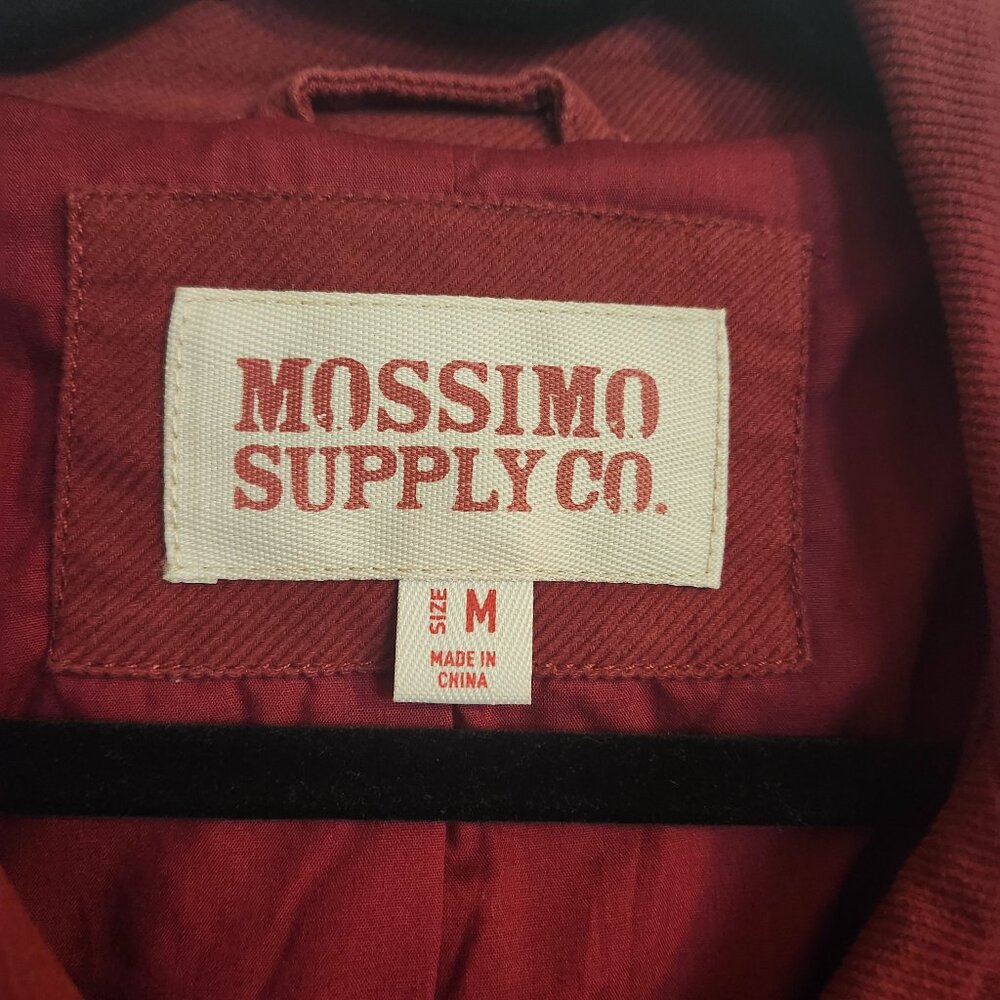 MOSSIMO
SUPPLY CO.
SIZE M
MADE IN
CHINA